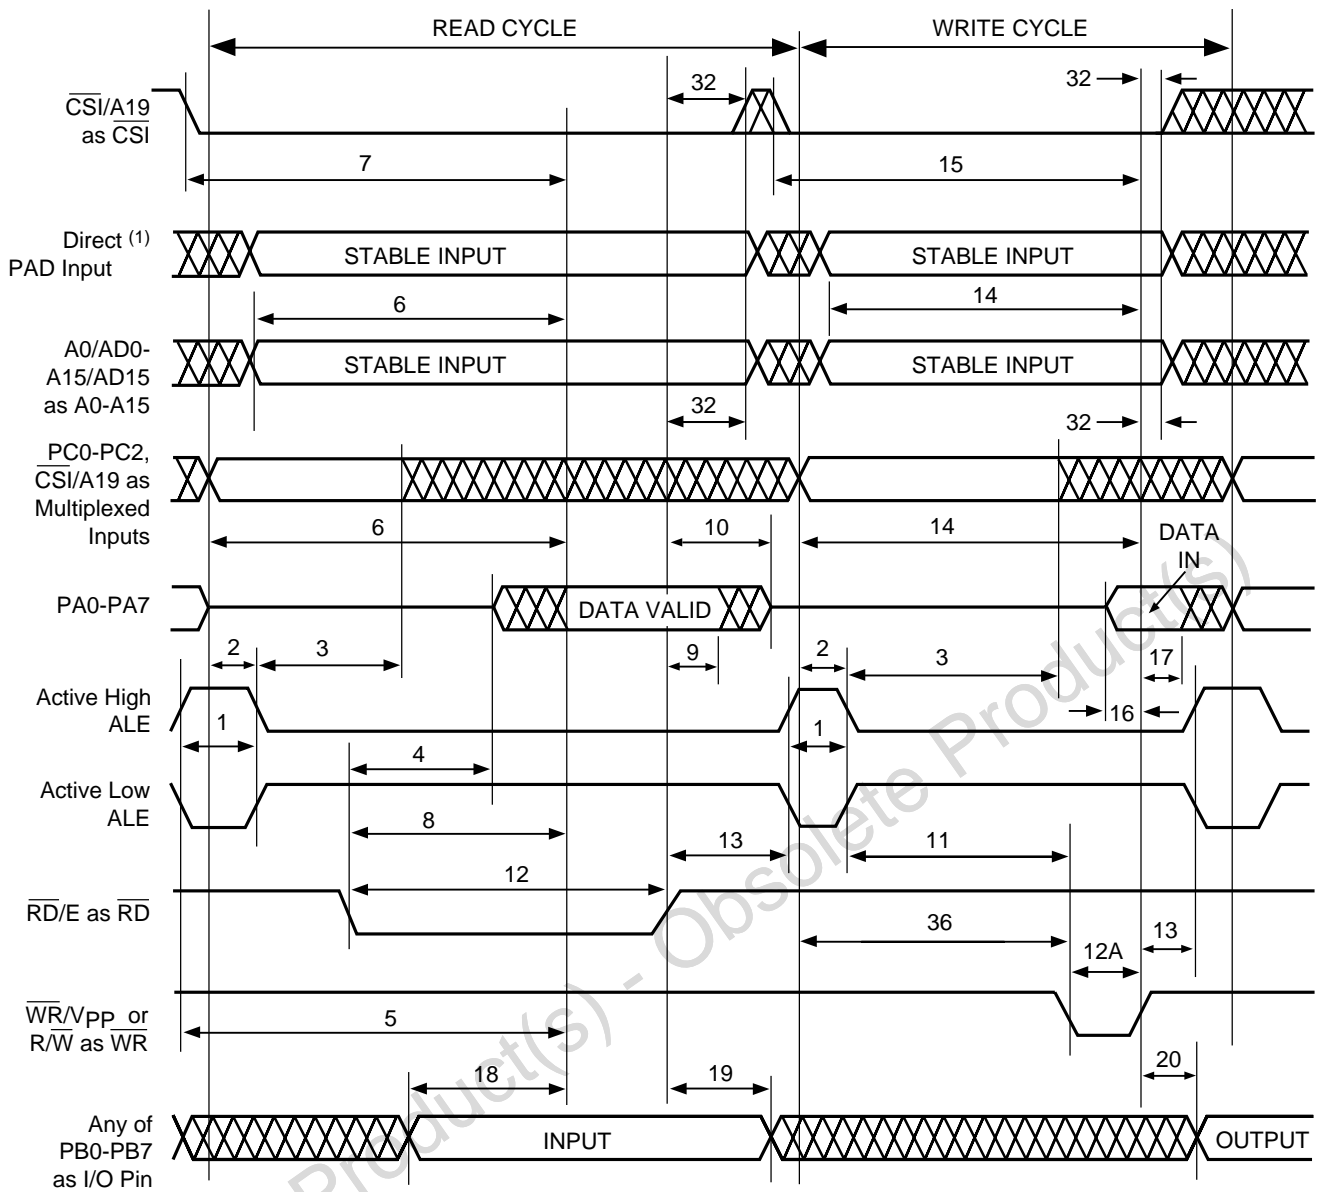 READ CYCLE
WRITE CYCLE
32
32
CSI/A19
as CSI
7
15
Direct (1)
PAD Input
STABLE INPUT
STABLE INPUT
6
14
A0/AD0-
A15/AD15
as A0-A15
STABLE INPUT
STABLE INPUT
32
32
PC0-PC2,
CSI/A19 as
Multiplexed
Inputs
6
10
14
DATA
IN
PA0-PA7
DATA VALID
2
3
9
2
3
17
Active High
ALE
1
1
16
4
Active Low
ALE
8
13
11
12
RD/E as RD
36
12A
13
WR/VPP or
R/W as WR
5
18
19
20
Any of
PB0-PB7
as I/O Pin
INPUT
OUTPUT
Product(s) - Obsolete Product(s)